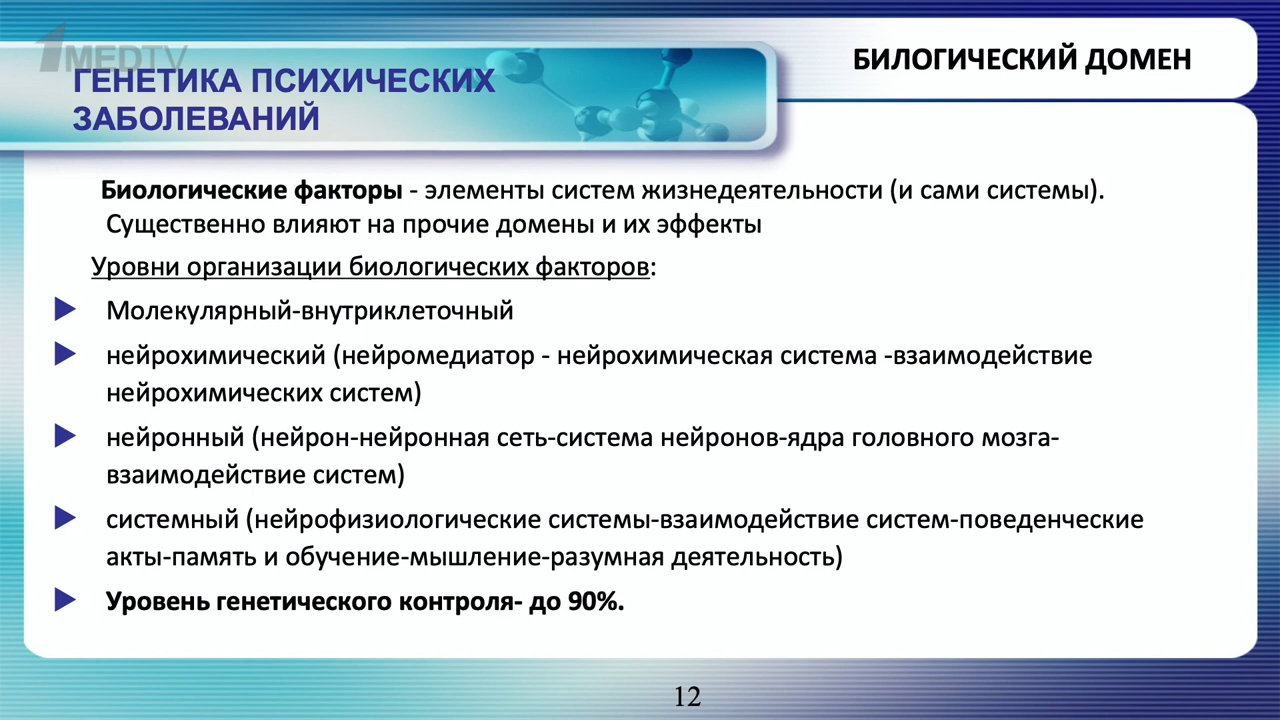 1MEDTV
ГЕНЕТИКА ПСИХИЧЕСКИХ
ЗАБОЛЕВАНИЙ
БИЛОГИЧЕСКИЙ ДОМЕН
Биологические факторы - элементы систем жизнедеятельности (и сами системы).
Существенно влияют на прочие домены и их эффекты
Уровни организации биологических факторов:
Молекулярный-внутриклеточный
нейрохимический (нейромедиатор - нейрохимическая система -взаимодействие
нейрохимических систем)
нейронный (нейрон-нейронная сеть-система нейронов-ядра головного мозга-
взаимодействие систем)
системный (нейрофизиологические системы-взаимодействие систем-поведенческие
акты-память и обучение-мышление-разумная деятельность)
Уровень генетического контроля- до 90%.
12